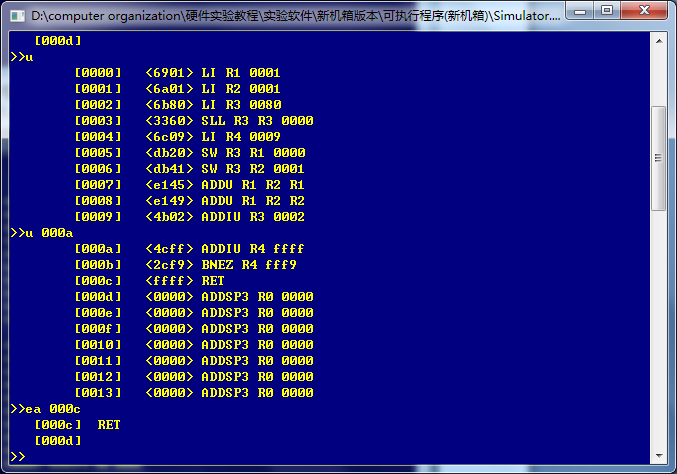 D:\computer organization\硬件实验教程\实验软件\新机箱版本\可执行程序(新机箱)\Simulator....
[000d]
>>u
[0000] <6901> LI R1 0001
[0001] <6a01> LI R2 0001
[0002] <6b80> LI R3 0080
[0003] <3360> SLL R3 R3 0000
[0004] <6c09> LI R4 0009
[0005] <db20> SW R3 R1 0000
[0006] <db41> SW R3 R2 0001
[0007] <e145> ADDU R1 R2 R1
[0008] <e149> ADDU R1 R2 R2
[0009] <4b02> ADDIU R3 0002
>>u 000a
[000a] <4cff> ADDIU R4 ffff
[000b] <2cf9> BNEZ R4 fff9
[000c] <ffff> RET
[000d] <0000> ADDSP3 R0 0000
[000e] <0000> ADDSP3 R0 0000
[000f] <0000> ADDSP3 R0 0000
[0010] <0000> ADDSP3 R0 0000
[0011] <0000> ADDSP3 R0 0000
[0012] <0000> ADDSP3 R0 0000
[0013] <0000> ADDSP3 R0 0000
>>ea 000c
[000c] RET
[000d]
>>